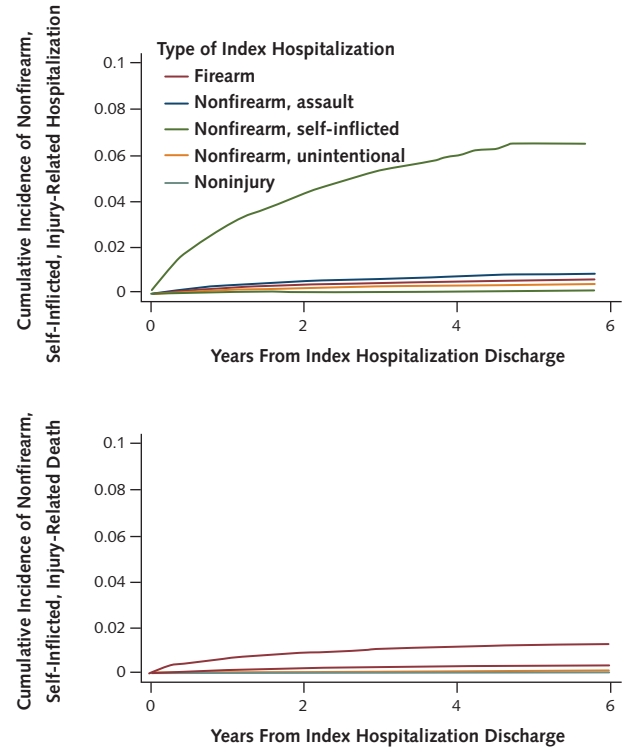 Cumulative Incidence of Nonfirearm,
Self-Inflicted, Injury-Related Hospitalization
Type of Index Hospitalization
Firearm
Nonfirearm, assault
Nonfirearm, self-inflicted
Nonfirearm, unintentional
Noninjury
0.1
0.08
0.06
0.04
0.02
0
0 2 4 6
Years From Index Hospitalization Discharge
Cumulative Incidence of Nonfirearm,
Self-Inflicted, Injury-Related Death
0.1
0.08
0.06
0.04
0.02
0
0 2 4 6
Years From Index Hospitalization Discharge